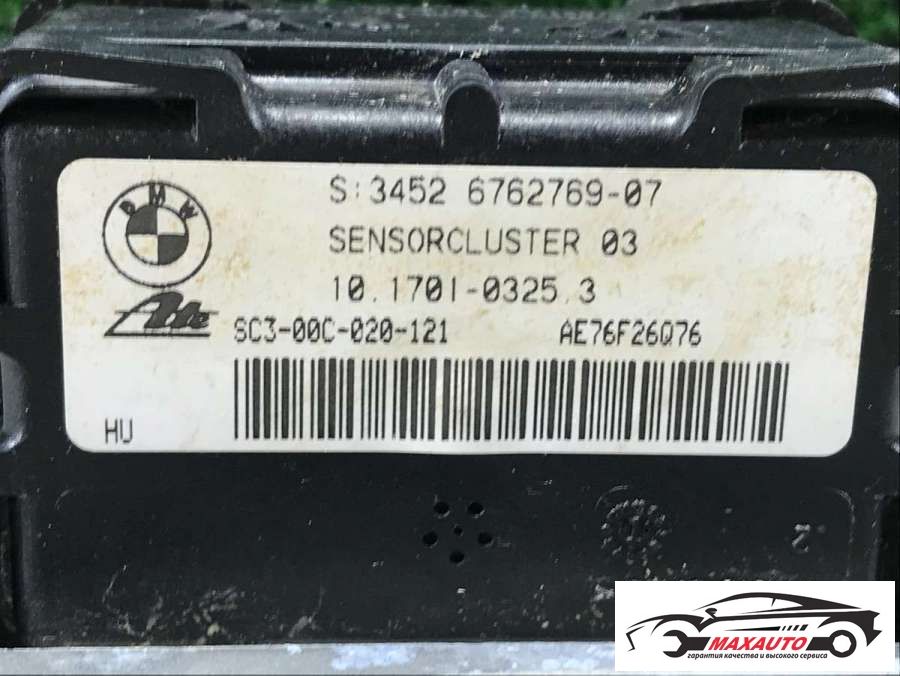 S:3452 6762769-07
BMW
SENSORCLUSTER 03
10.1701-0325.3
Ate
SC3-00C-020-121 AE76F26Q76
HU
MAXAUTO
гарантия качества и высокого сервиса